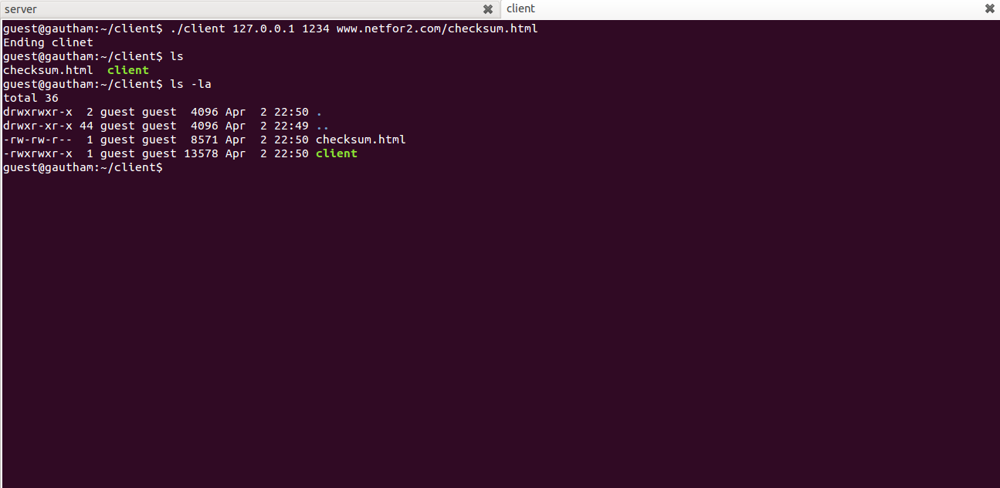 server
client
guest@gautham:~/client$ ./client 127.0.0.1 1234 www.netfor2.com/checksum.html
Ending clinet
guest@gautham:~/client$ ls
checksum.html  client
guest@gautham:~/client$ ls -la
total 36
drwxrwxr-x  2 guest guest  4096 Apr  2 22:50 .
drwxr-xr-x 44 guest guest  4096 Apr  2 22:49 ..
-rw-rw-r--  1 guest guest  8571 Apr  2 22:50 checksum.html
-rwxrwxr-x  1 guest guest 13578 Apr  2 22:50 client
guest@gautham:~/client$